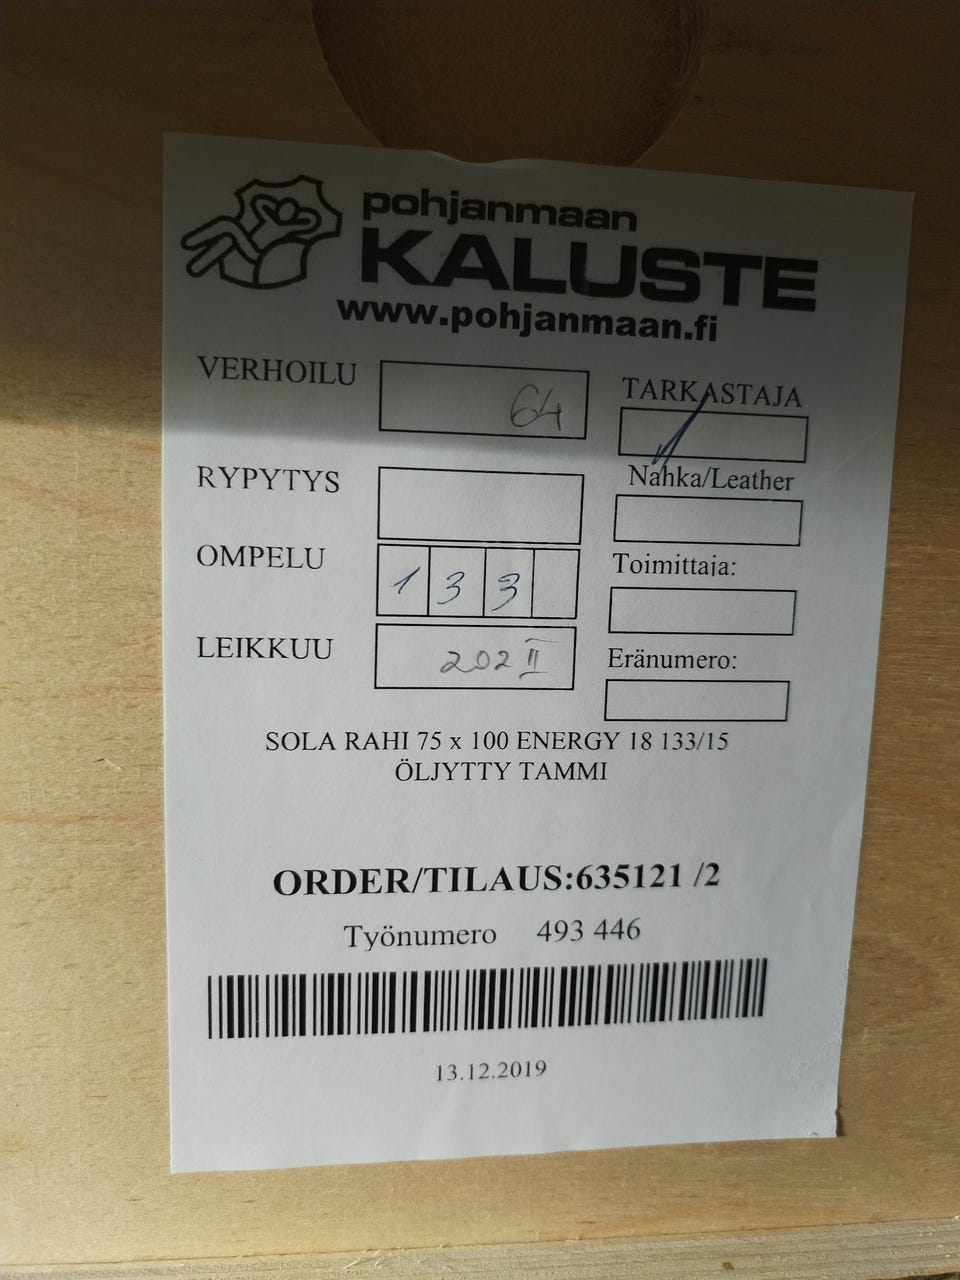 pohjanmaan
KALUSTE
www.pohjanmaan.fi
VERHOILU 64
TARKASTAJA
RYPYTYS
Nahka/Leather
OMPELU 1 3 3
Toimittaja:
LEIKKUU 202 II
Eränumero:
SOLA RAHI 75 x 100 ENERGY 18 133/15
ÖLJYTTY TAMMI
ORDER/TILAUS:635121 /2
Työnumero 493 446
13.12.2019